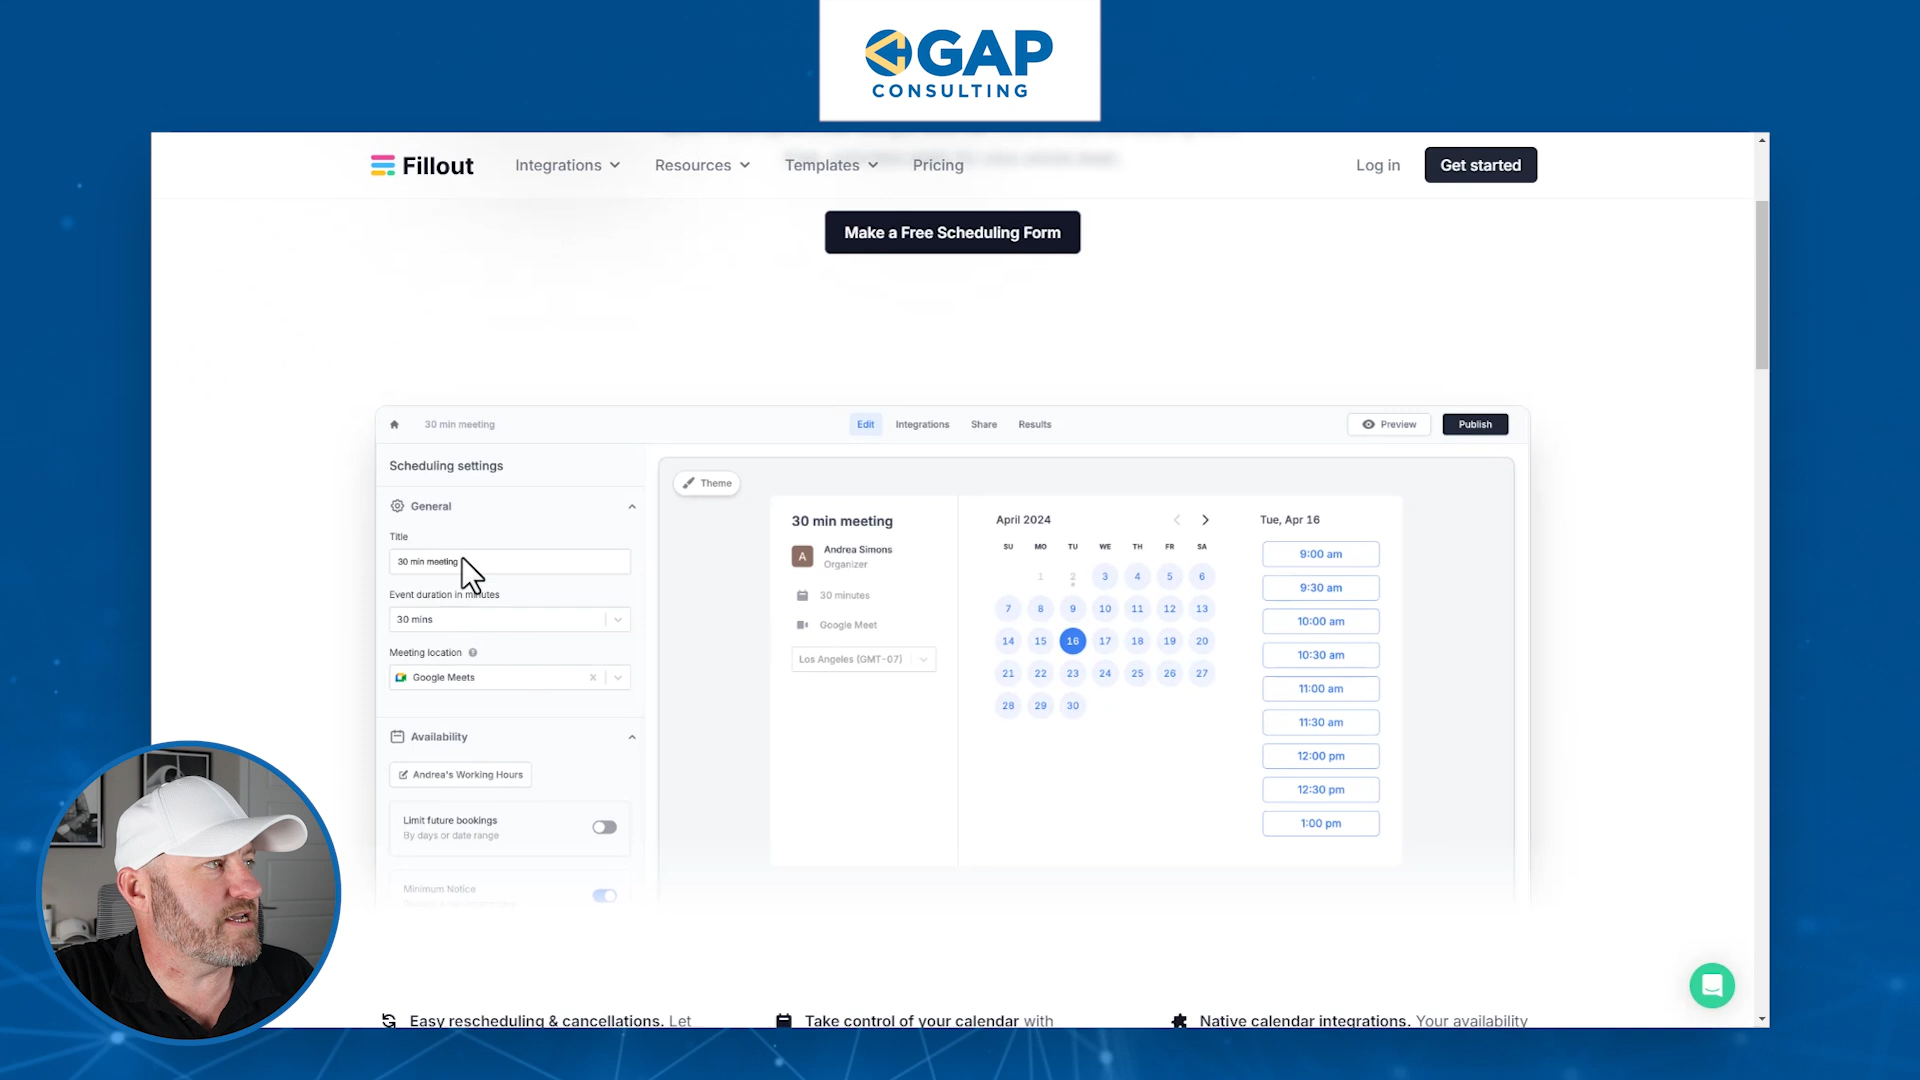 GAP
CONSULTING
Fillout
Integrations
Resources
Templates
Pricing
Log in
Get started
Make a Free Scheduling Form
30 min meeting
Edit
Integrations
Share
Results
Preview
Publish
Scheduling settings
General
Title
30 min meeting
Event duration in minutes
30 mins
Meeting location
Google Meets
Availability
Andrea's Working Hours
Limit future bookings
By days or date range
Minimum Notice
Theme
30 min meeting
A
Andrea Simons
Organizer
30 minutes
Google Meet
Los Angeles (GMT-07)
April 2024
SU MO TU WE TH FR SA
1 2 3 4 5 6
7 8 9 10 11 12 13
14 15 16 17 18 19 20
21 22 23 24 25 26 27
28 29 30
Tue, Apr 16
9:00 am
9:30 am
10:00 am
10:30 am
11:00 am
11:30 am
12:00 pm
12:30 pm
1:00 pm
Easy rescheduling & cancellations. Let
Take control of your calendar with
Native calendar integrations. Your availability